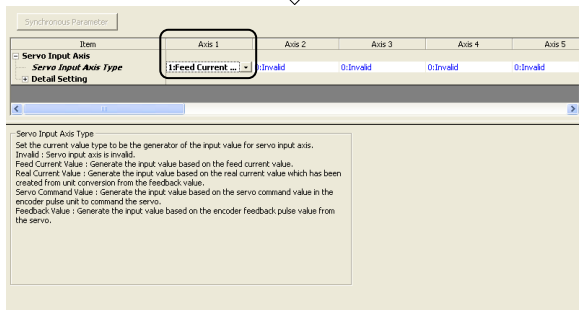 Synchronous Parameter
Item Axis 1 Axis 2 Axis 3 Axis 4 Axis 5
Servo Input Axis
Servo Input Axis Type 1:Feed Current ... 0:Invalid 0:Invalid 0:Invalid 0:Invalid
Detail Setting
Servo Input Axis Type
Set the current value type to be the generator of the input value for servo input axis.
Invalid : Servo input axis is invalid.
Feed Current Value : Generate the input value based on the feed current value.
Real Current Value : Generate the input value based on the real current value which has been
created from unit conversion from the feedback value.
Servo Command Value : Generate the input value based on the servo command value in the
encoder pulse unit to command the servo.
Feedback Value : Generate the input value based on the encoder feedback pulse value from
the servo.